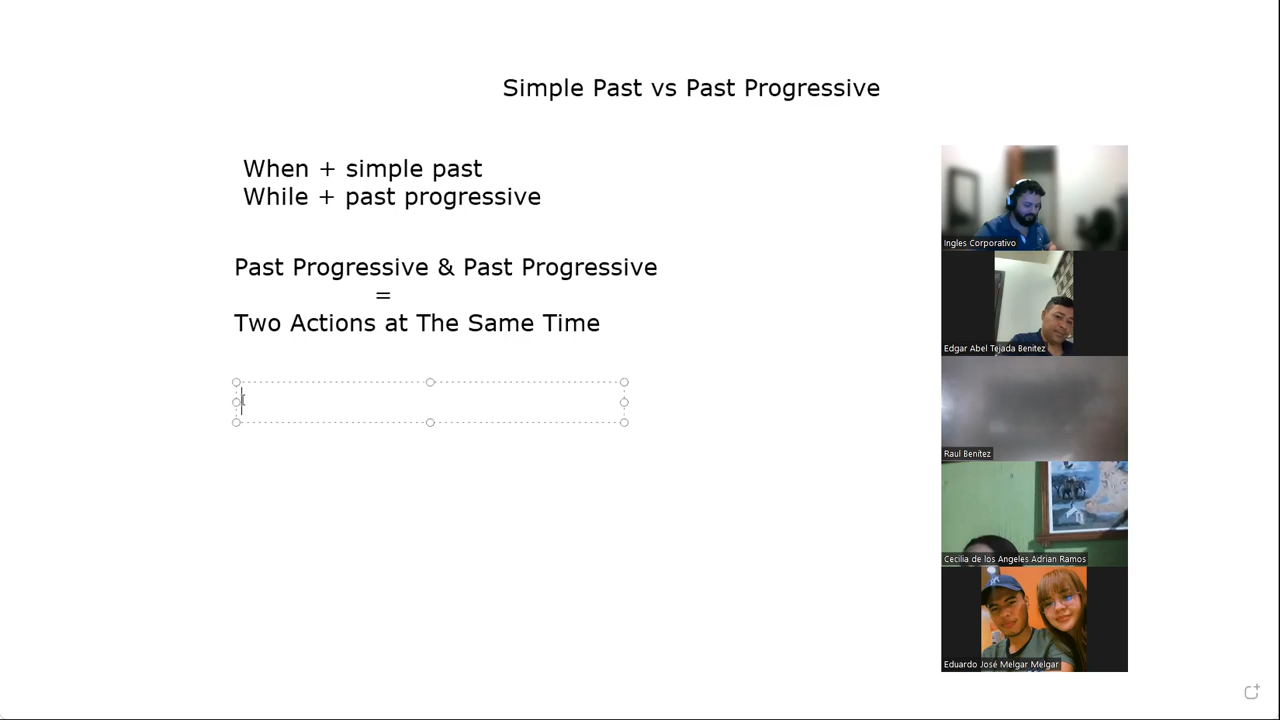 Simple Past vs Past Progressive
When + simple past
While + past progressive
Past Progressive & Past Progressive
=
Two Actions at The Same Time
Ingles Corporativo
Edgar Abel Tejada Benitez
Raul Benítez
Cecilia de los Angeles Adrian Ramos
Eduardo José Melgar Melgar